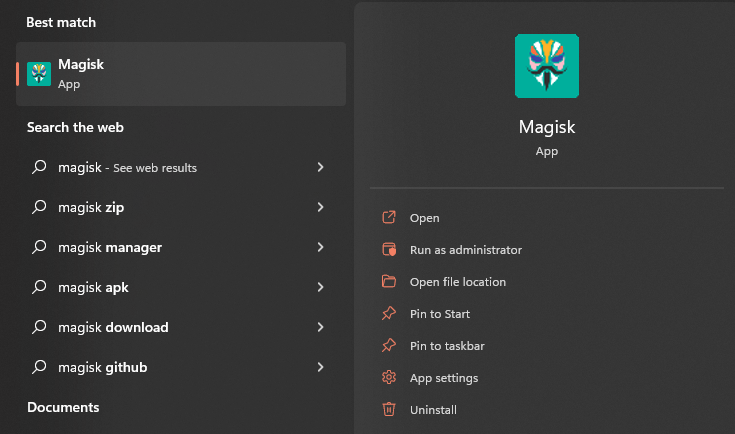 Best match
Magisk
App
Search the web
magisk - See web results
magisk zip
magisk manager
magisk apk
magisk download
magisk github
Documents
Magisk
App
Open
Run as administrator
Open file location
Pin to Start
Pin to taskbar
App settings
Uninstall